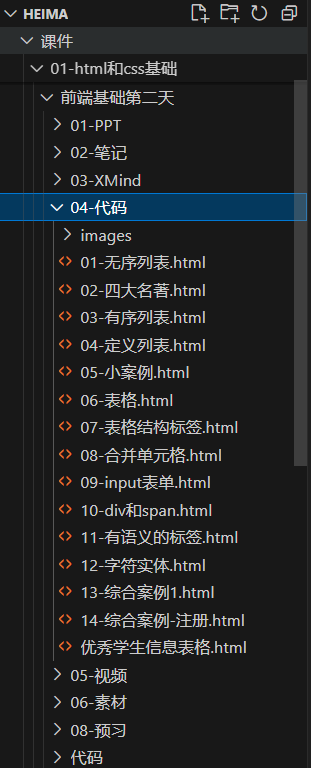 HEIMA
课件
01-html和css基础
前端基础第二天
01-PPT
02-笔记
03-XMind
04-代码
images
01-无序列表.html
02-四大名著.html
03-有序列表.html
04-定义列表.html
05-小案例.html
06-表格.html
07-表格结构标签.html
08-合并单元格.html
09-input表单.html
10-div和span.html
11-有语义的标签.html
12-字符实体.html
13-综合案例1.html
14-综合案例-注册.html
优秀学生信息表格.html
05-视频
06-素材
08-预习
代码